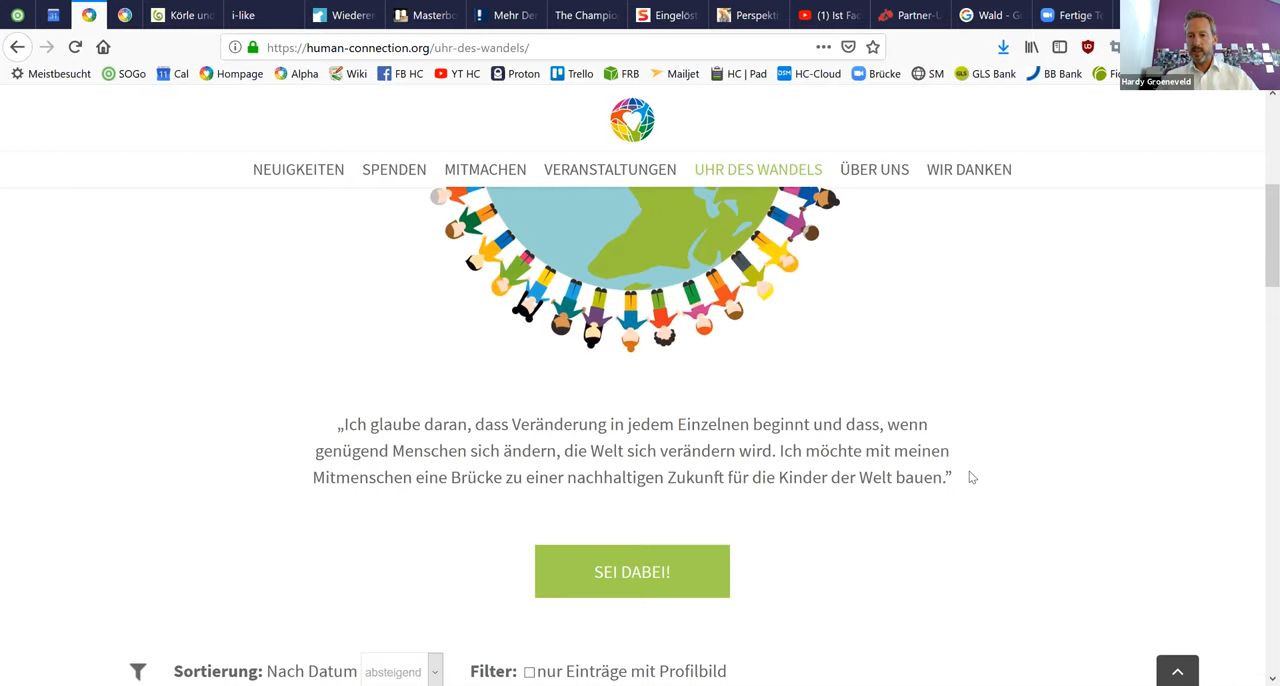 Körle un
i-like
Wiedere
Masterbo
Mehr Der
The Champio
Eingelöst
Perspekti
(1) Ist Fac
Partner-U
Wald - G
Fertige Te
https://human-connection.org/uhr-des-wandels/
Meistbesucht SOGo Cal Hompage Alpha Wiki FB HC YT HC Proton Trello FRB Mailjet HC | Pad HC-Cloud Brücke SM GLS Bank BB Bank
Hardy Groeneveld
NEUIGKEITEN SPENDEN MITMACHEN VERANSTALTUNGEN UHR DES WANDELS ÜBER UNS WIR DANKEN
„Ich glaube daran, dass Veränderung in jedem Einzelnen beginnt und dass, wenn
genügend Menschen sich ändern, die Welt sich verändern wird. Ich möchte mit meinen
Mitmenschen eine Brücke zu einer nachhaltigen Zukunft für die Kinder der Welt bauen.”
SEI DABEI!
Sortierung: Nach Datum absteigend Filter: nur Einträge mit Profilbild